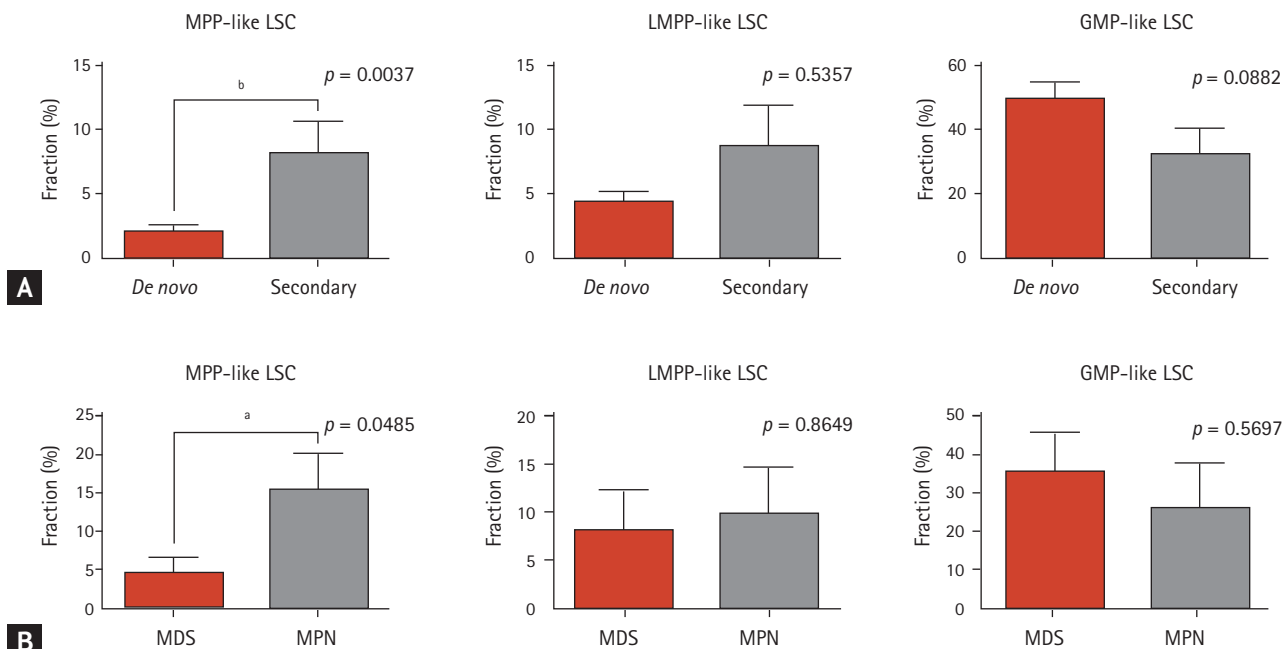 MPP-like LSC
15
10
5
0
Fraction (%)
b
p = 0.0037
De novo
Secondary
LMPP-like LSC
15
10
5
0
Fraction (%)
p = 0.5357
De novo
Secondary
GMP-like LSC
60
40
20
0
Fraction (%)
p = 0.0882
De novo
Secondary
A
MPP-like LSC
25
20
15
10
5
0
Fraction (%)
a
p = 0.0485
MDS
MPN
LMPP-like LSC
20
15
10
5
0
Fraction (%)
p = 0.8649
MDS
MPN
GMP-like LSC
50
40
30
20
10
0
Fraction (%)
p = 0.5697
MDS
MPN
B